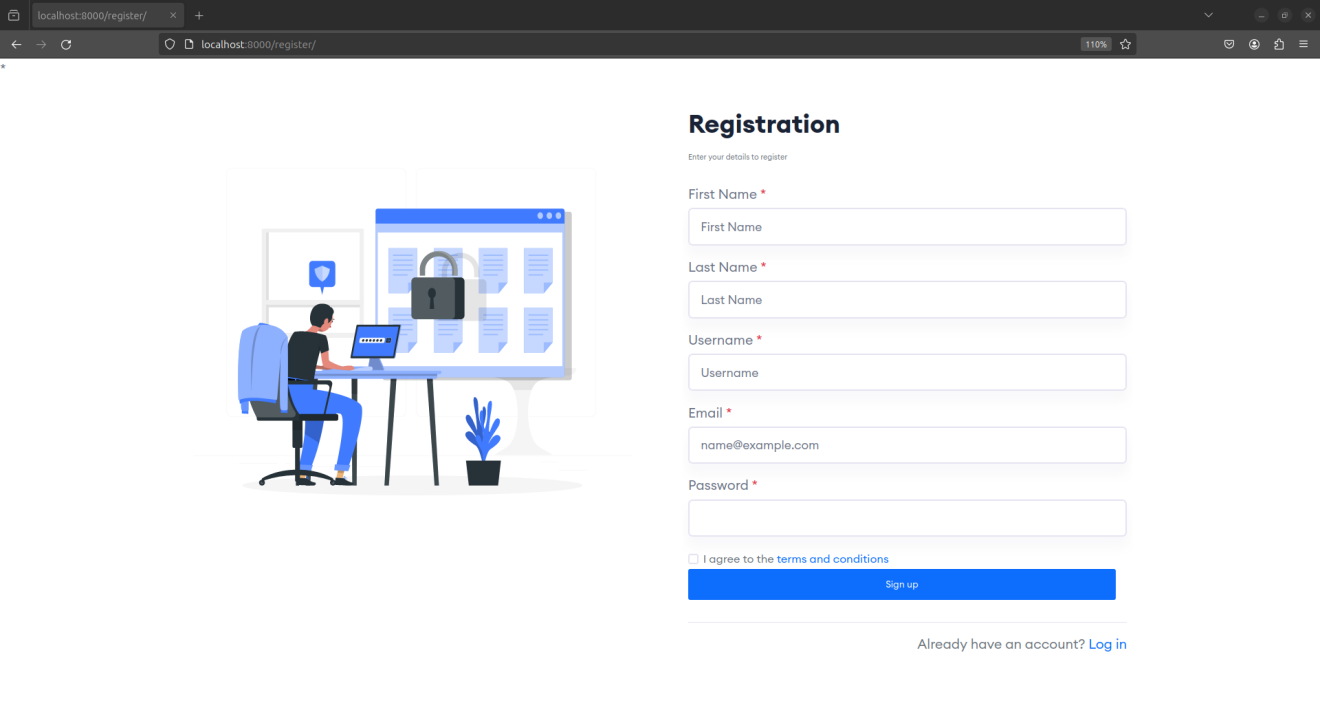 localhost:8000/register/
localhost:8000/register/
110%
*
Registration
Enter your details to register
First Name *
First Name
Last Name *
Last Name
Username *
Username
Email *
name@example.com
Password *
I agree to the terms and conditions
Sign up
Already have an account? Log in